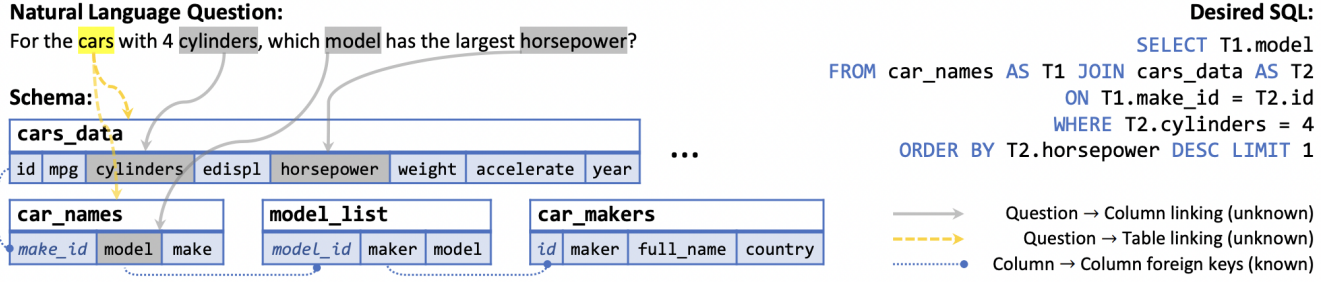 Natural Language Question:
For the cars with 4 cylinders, which model has the largest horsepower?
Schema:
cars_data
id mpg cylinders edispl horsepower weight accelerate year
...
car_names
make_id model make
model_list
model_id maker model
car_makers
id maker full_name country
Desired SQL:
SELECT T1.model
FROM car_names AS T1 JOIN cars_data AS T2
ON T1.make_id = T2.id
WHERE T2.cylinders = 4
ORDER BY T2.horsepower DESC LIMIT 1
Question → Column linking (unknown)
Question → Table linking (unknown)
Column → Column foreign keys (known)